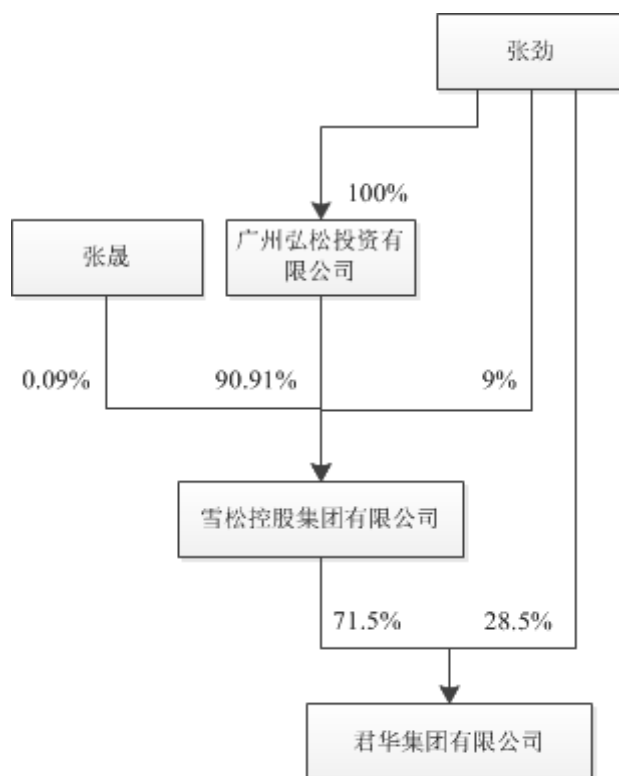 张劲
100%
张晟
广州弘松投资有
限公司
0.09%
90.91%
9%
雪松控股集团有限公司
71.5%
28.5%
君华集团有限公司